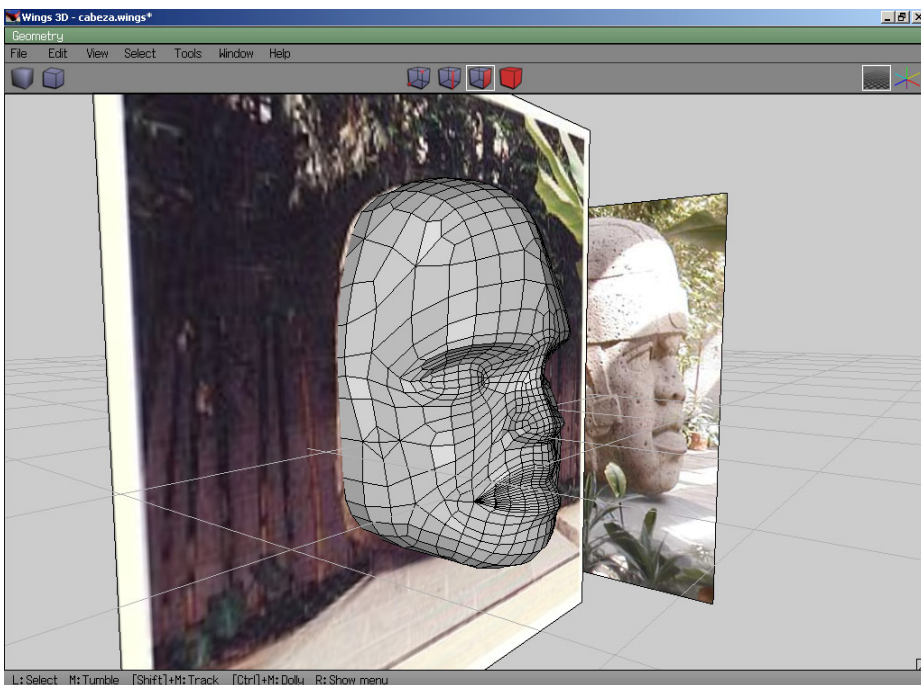 Wings 3D - cabeza.wings*
Geometry
File Edit View Select Tools Window Help
L:Select M:Tumble [Shift]+M:Track [Ctrl]+M:Dolly R:Show menu